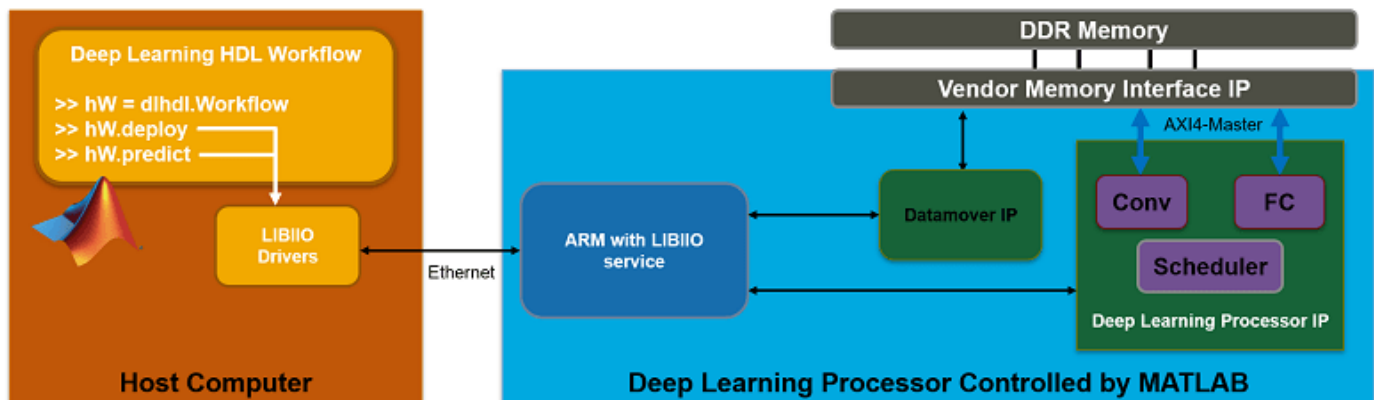 Deep Learning HDL Workflow
>> hW = dlhdl.Workflow
>> hW.deploy
>> hW.predict
LIBIIO
Drivers
Host Computer
Ethernet
DDR Memory
Vendor Memory Interface IP
AXI4-Master
ARM with LIBIIO
service
Datamover IP
Conv
FC
Scheduler
Deep Learning Processor IP
Deep Learning Processor Controlled by MATLAB